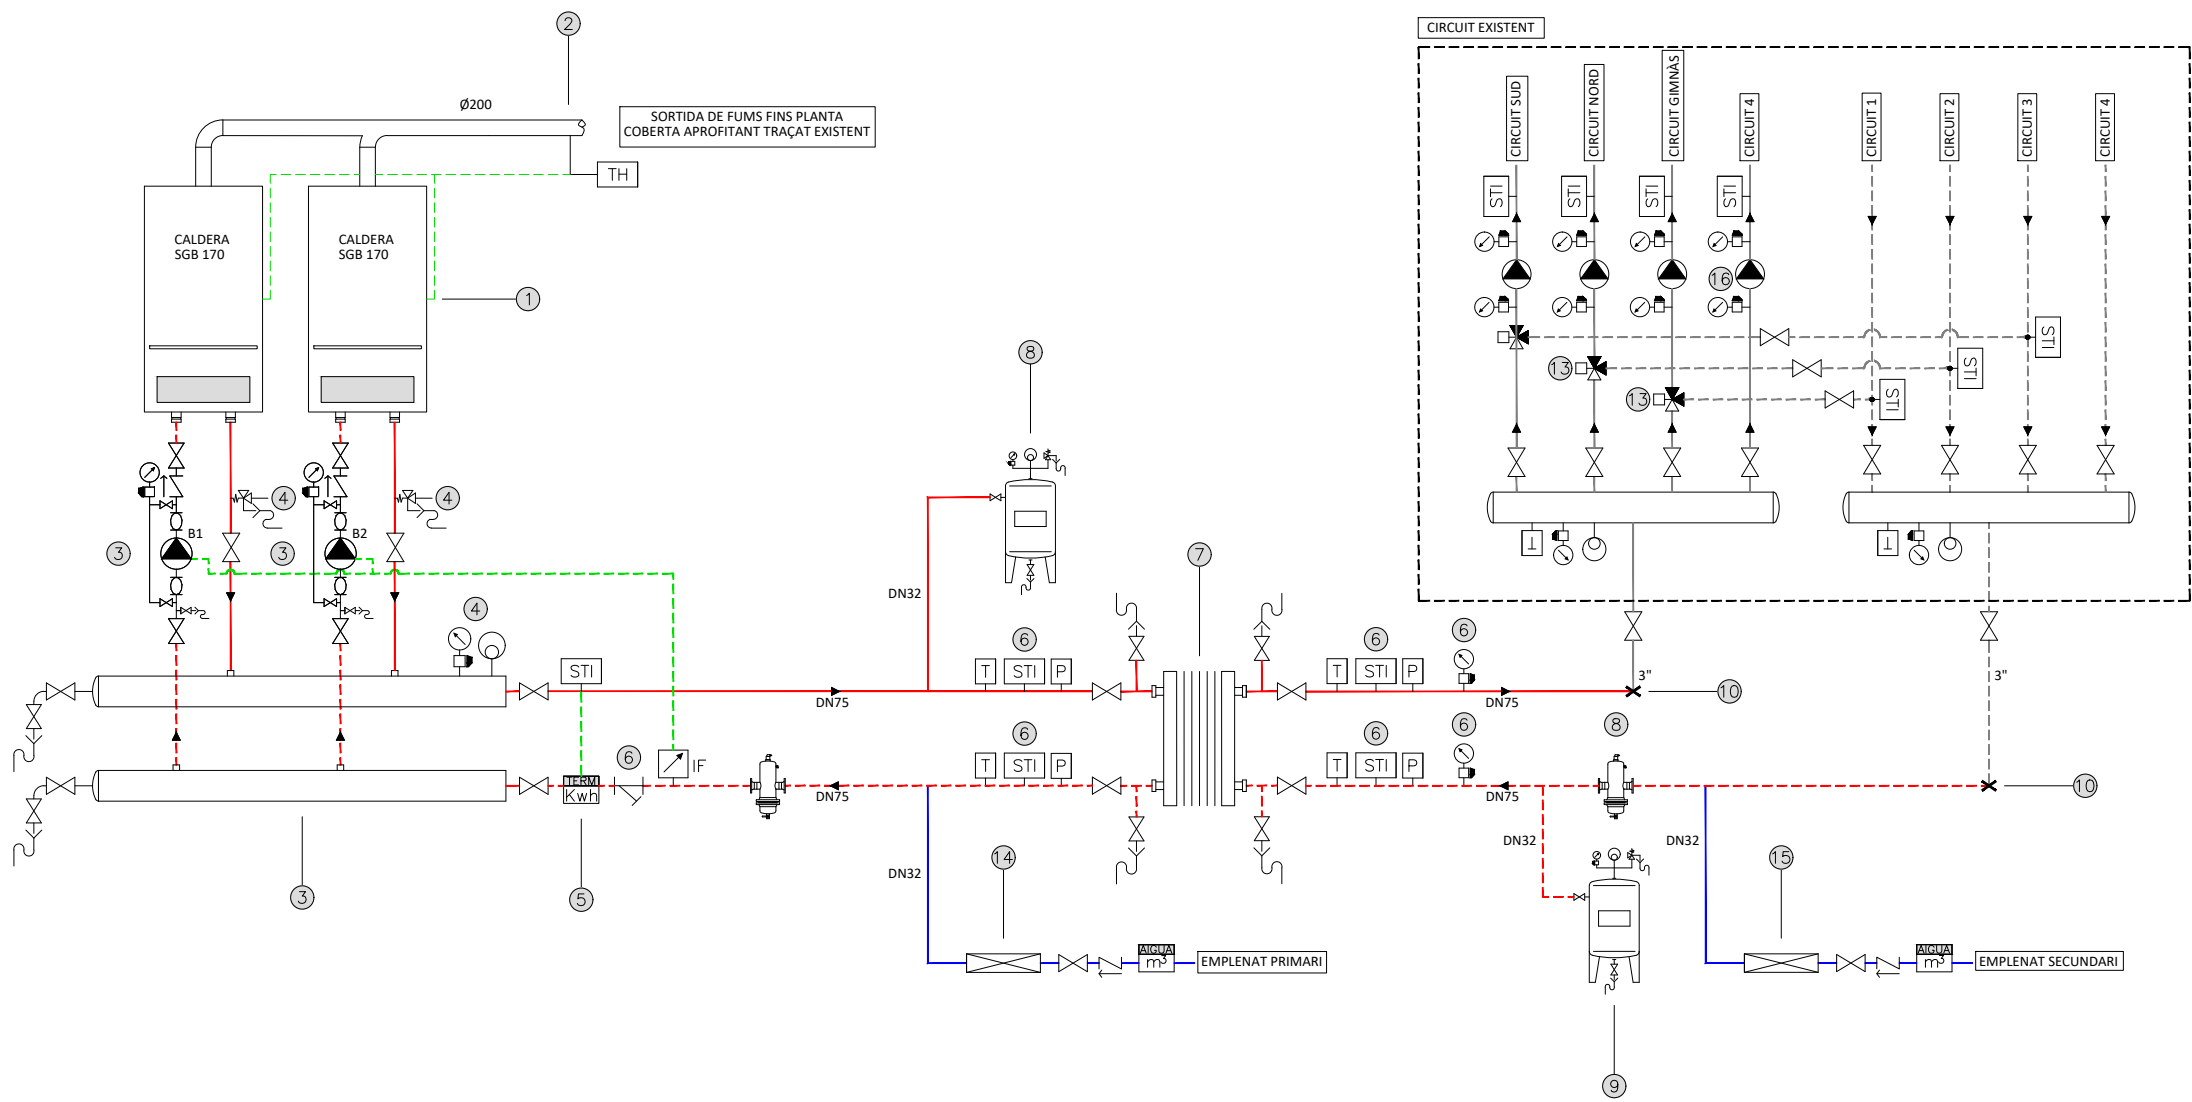 2
CIRCUIT EXISTENT
Ø200
SORTIDA DE FUMS FINS PLANTA
COBERTA APROFITANT TRAÇAT EXISTENT
TH
CIRCUIT SUD
CIRCUIT NORD
CIRCUIT GIMNÀS
CIRCUIT 4
CIRCUIT 1
CIRCUIT 2
CIRCUIT 3
CIRCUIT 4
STI
STI
STI
STI
CALDERA
SGB 170
CALDERA
SGB 170
1
16
STI
STI
STI
13
13
8
4
4
B1
B2
3
3
7
T
T
DN32
4
6
6
6
STI
T
STI
P
T
STI
P
3"
3"
10
DN75
DN75
6
6
6
6
8
IF
T
STI
P
T
STI
P
TERM
Kwh
DN75
DN75
10
3
5
DN32
14
DN32
DN32
15
AIGUA
m³
EMPLENAT PRIMARI
AIGUA
m³
EMPLENAT SECUNDARI
9